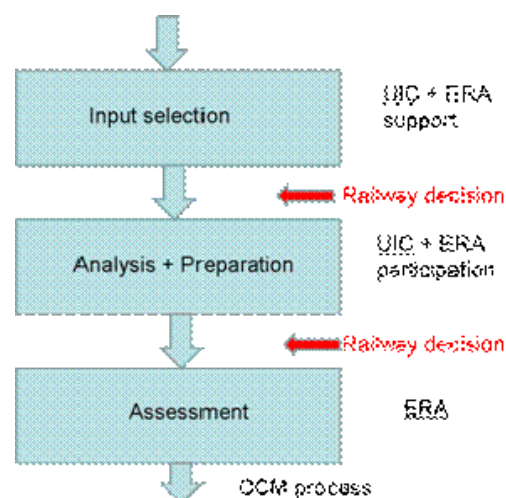 Input selection
UIC + ERA
support
Railway decision
Analysis + Preparation
UIC + ERA
participation
Railway decision
Assessment
ERA
CCM process